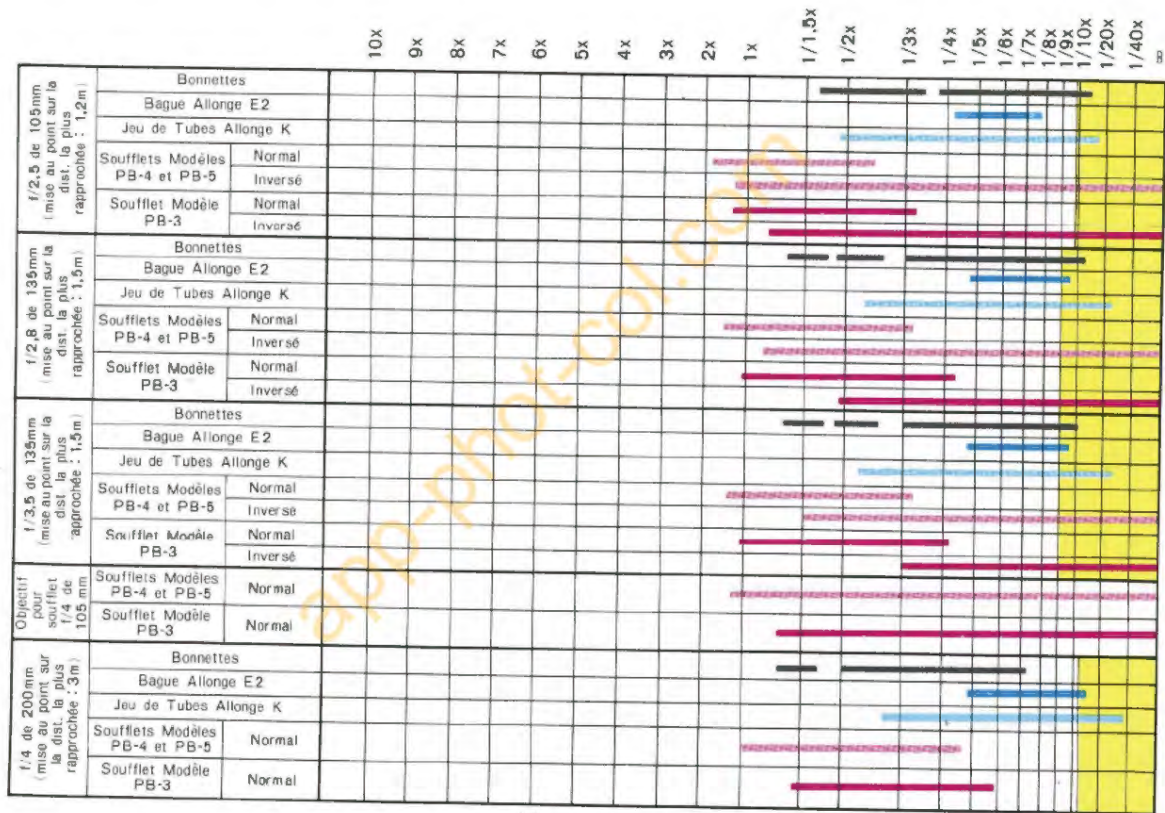 10x 9x 8x 7x 6x 5x 4x 3x 2x 1x 1/1,5x 1/2x 1/3x 1/4x 1/5x 1/6x 1/7x 1/8x 1/9x 1/10x 1/20x 1/40x ∞
f/2,5 de 105mm
(mise au point sur la
dist. la plus
rapprochée : 1,2m)
Bonnettes
Bague Allonge E2
Jeu de Tubes Allonge K
Soufflets Modèles
PB-4 et PB-5
Normal
Inversé
Soufflet Modèle
PB-3
Normal
Inversé
f/2,8 de 135mm
(mise au point sur la
dist. la plus
rapprochée : 1,5m)
Bonnettes
Bague Allonge E2
Jeu de Tubes Allonge K
Soufflets Modèles
PB-4 et PB-5
Normal
Inversé
Soufflet Modèle
PB-3
Normal
Inversé
f/3,5 de 135mm
(mise au point sur la
dist. la plus
rapprochée : 1,5m)
Bonnettes
Bague Allonge E2
Jeu de Tubes Allonge K
Soufflets Modèles
PB-4 et PB-5
Normal
Inversé
Soufflet Modèle
PB-3
Normal
Inversé
Objectif
pour
soufflet
f/4 de
105 mm
Soufflets Modèles
PB-4 et PB-5
Normal
Soufflet Modèle
PB-3
Normal
f/4 de 200mm
(mise au point sur
la dist. la plus
rapprochée : 3m)
Bonnettes
Bague Allonge E2
Jeu de Tubes Allonge K
Soufflets Modèles
PB-4 et PB-5
Normal
Soufflet Modèle
PB-3
Normal
app-phot-col.com